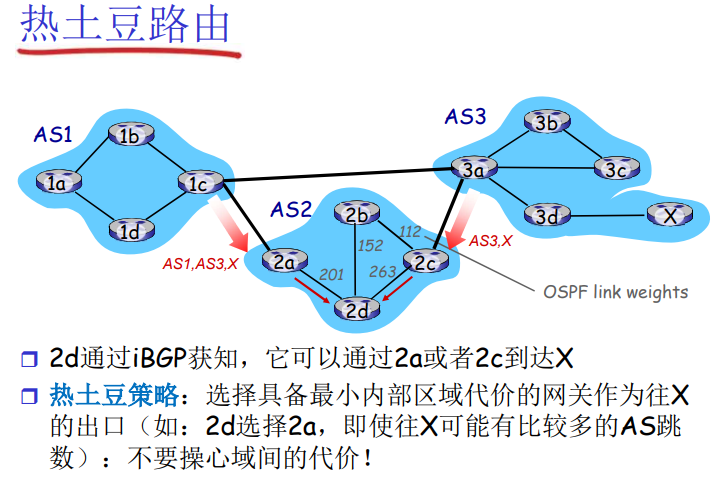 热土豆路由
AS1
1b
1a
1c
1d
AS3
3b
3a
3c
3d
X
AS2
2b
112
152
2a
2c
201
263
2d
AS1,AS3,X
AS3,X
OSPF link weights
2d通过iBGP获知，它可以通过2a或者2c到达X
热土豆策略：选择具备最小内部区域代价的网关作为往X
的出口（如：2d选择2a，即使往X可能有比较多的AS跳
数）：不要操心域间的代价！